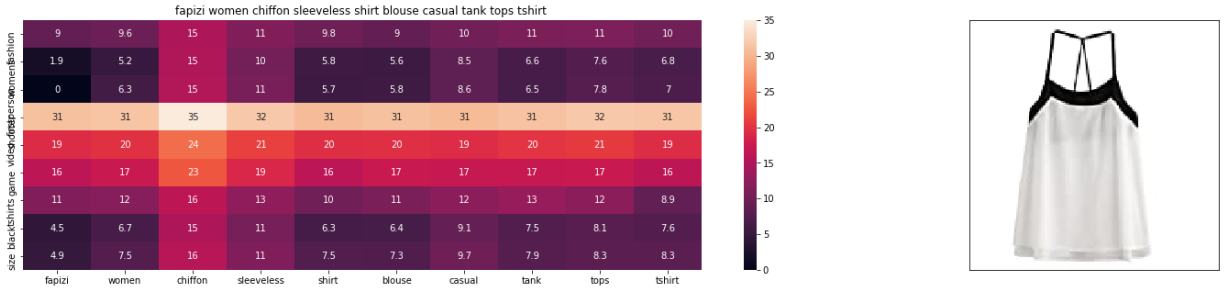 fapizi women chiffon sleeveless shirt blouse casual tank tops tshirt
fashion
9 9.6 15 11 9.8 9 10 11 11 10
1.9 5.2 15 10 5.8 5.6 8.5 6.6 7.6 6.8
0 6.3 15 11 5.7 5.8 8.6 6.5 7.8 7
31 31 35 32 31 31 31 31 32 31
video
19 20 24 21 20 20 19 20 21 19
game
16 17 23 19 16 17 17 17 17 16
tshirts
11 12 16 13 10 11 12 13 12 8.9
black
4.5 6.7 15 11 6.3 6.4 9.1 7.5 8.1 7.6
size
4.9 7.5 16 11 7.5 7.3 9.7 7.9 8.3 8.3
fapizi women chiffon sleeveless shirt blouse casual tank tops tshirt
35
30
25
20
15
10
5
0